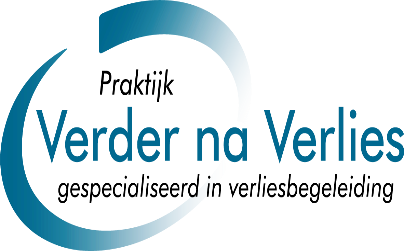 Praktijk
Verder na Verlies
gespecialiseerd in verliesbegeleiding